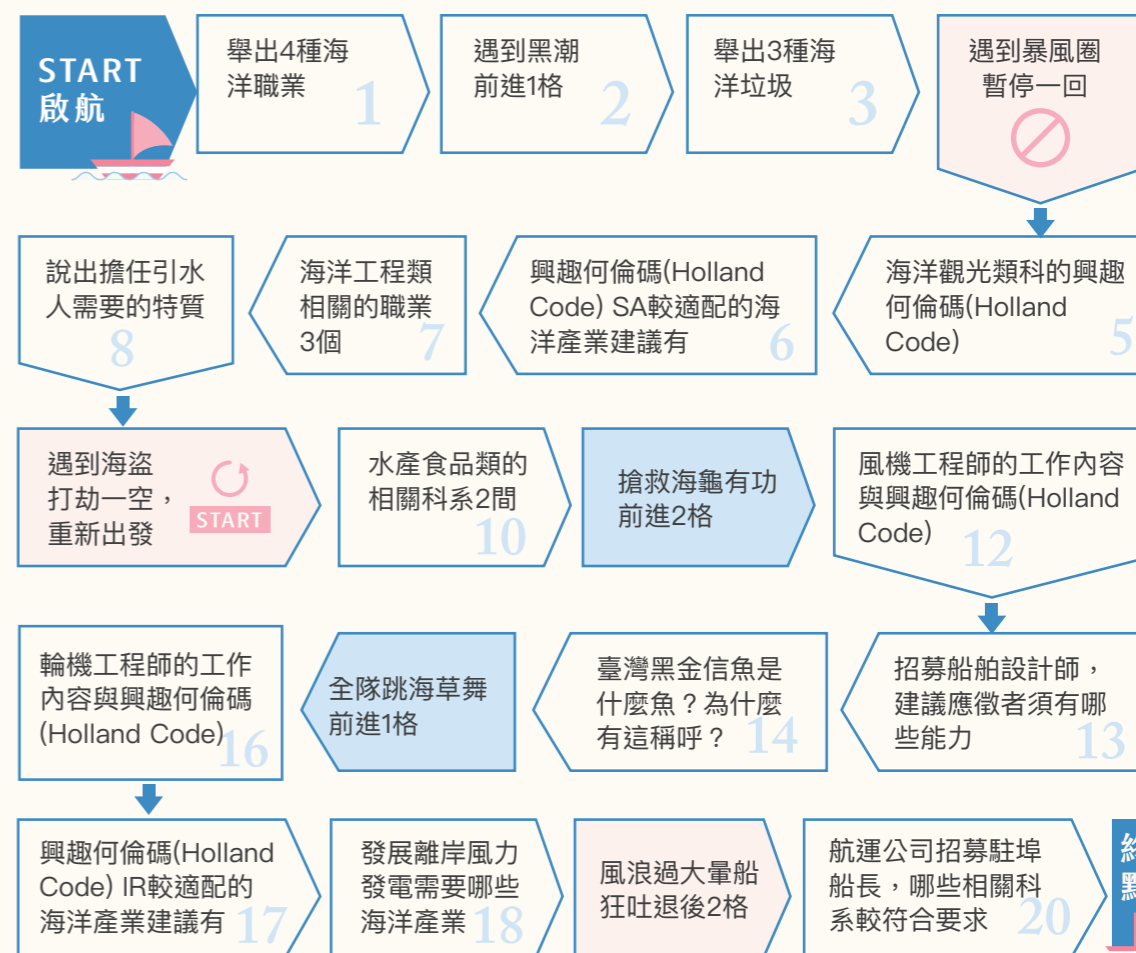 START
啟航
舉出4種海
洋職業
1
遇到黑潮
前進1格
2
舉出3種海
洋垃圾
3
遇到暴風圈
暫停一回
海洋觀光類科的興趣
何倫碼(Holland
Code)
5
興趣何倫碼(Holland
Code) SA較適配的海
洋產業建議有
6
海洋工程類
相關的職業
3個
7
說出擔任引水
人需要的特質
8
遇到海盜
打劫一空，
重新出發
START
水產食品類的
相關科系2間
10
搶救海龜有功
前進2格
風機工程師的工作內容
與興趣何倫碼(Holland
Code)
12
招募船舶設計師，
建議應徵者須有哪
些能力
13
臺灣黑金信魚是
什麼魚？為什麼
有這稱呼？
14
全隊跳海草舞
前進1格
輪機工程師的工作
內容與興趣何倫碼
(Holland Code)
16
興趣何倫碼(Holland
Code) IR較適配的
海洋產業建議有
17
發展離岸風力
發電需要哪些
海洋產業
18
風浪過大暈船
狂吐退後2格
航運公司招募駐埠
船長，哪些相關科
系較符合要求
20